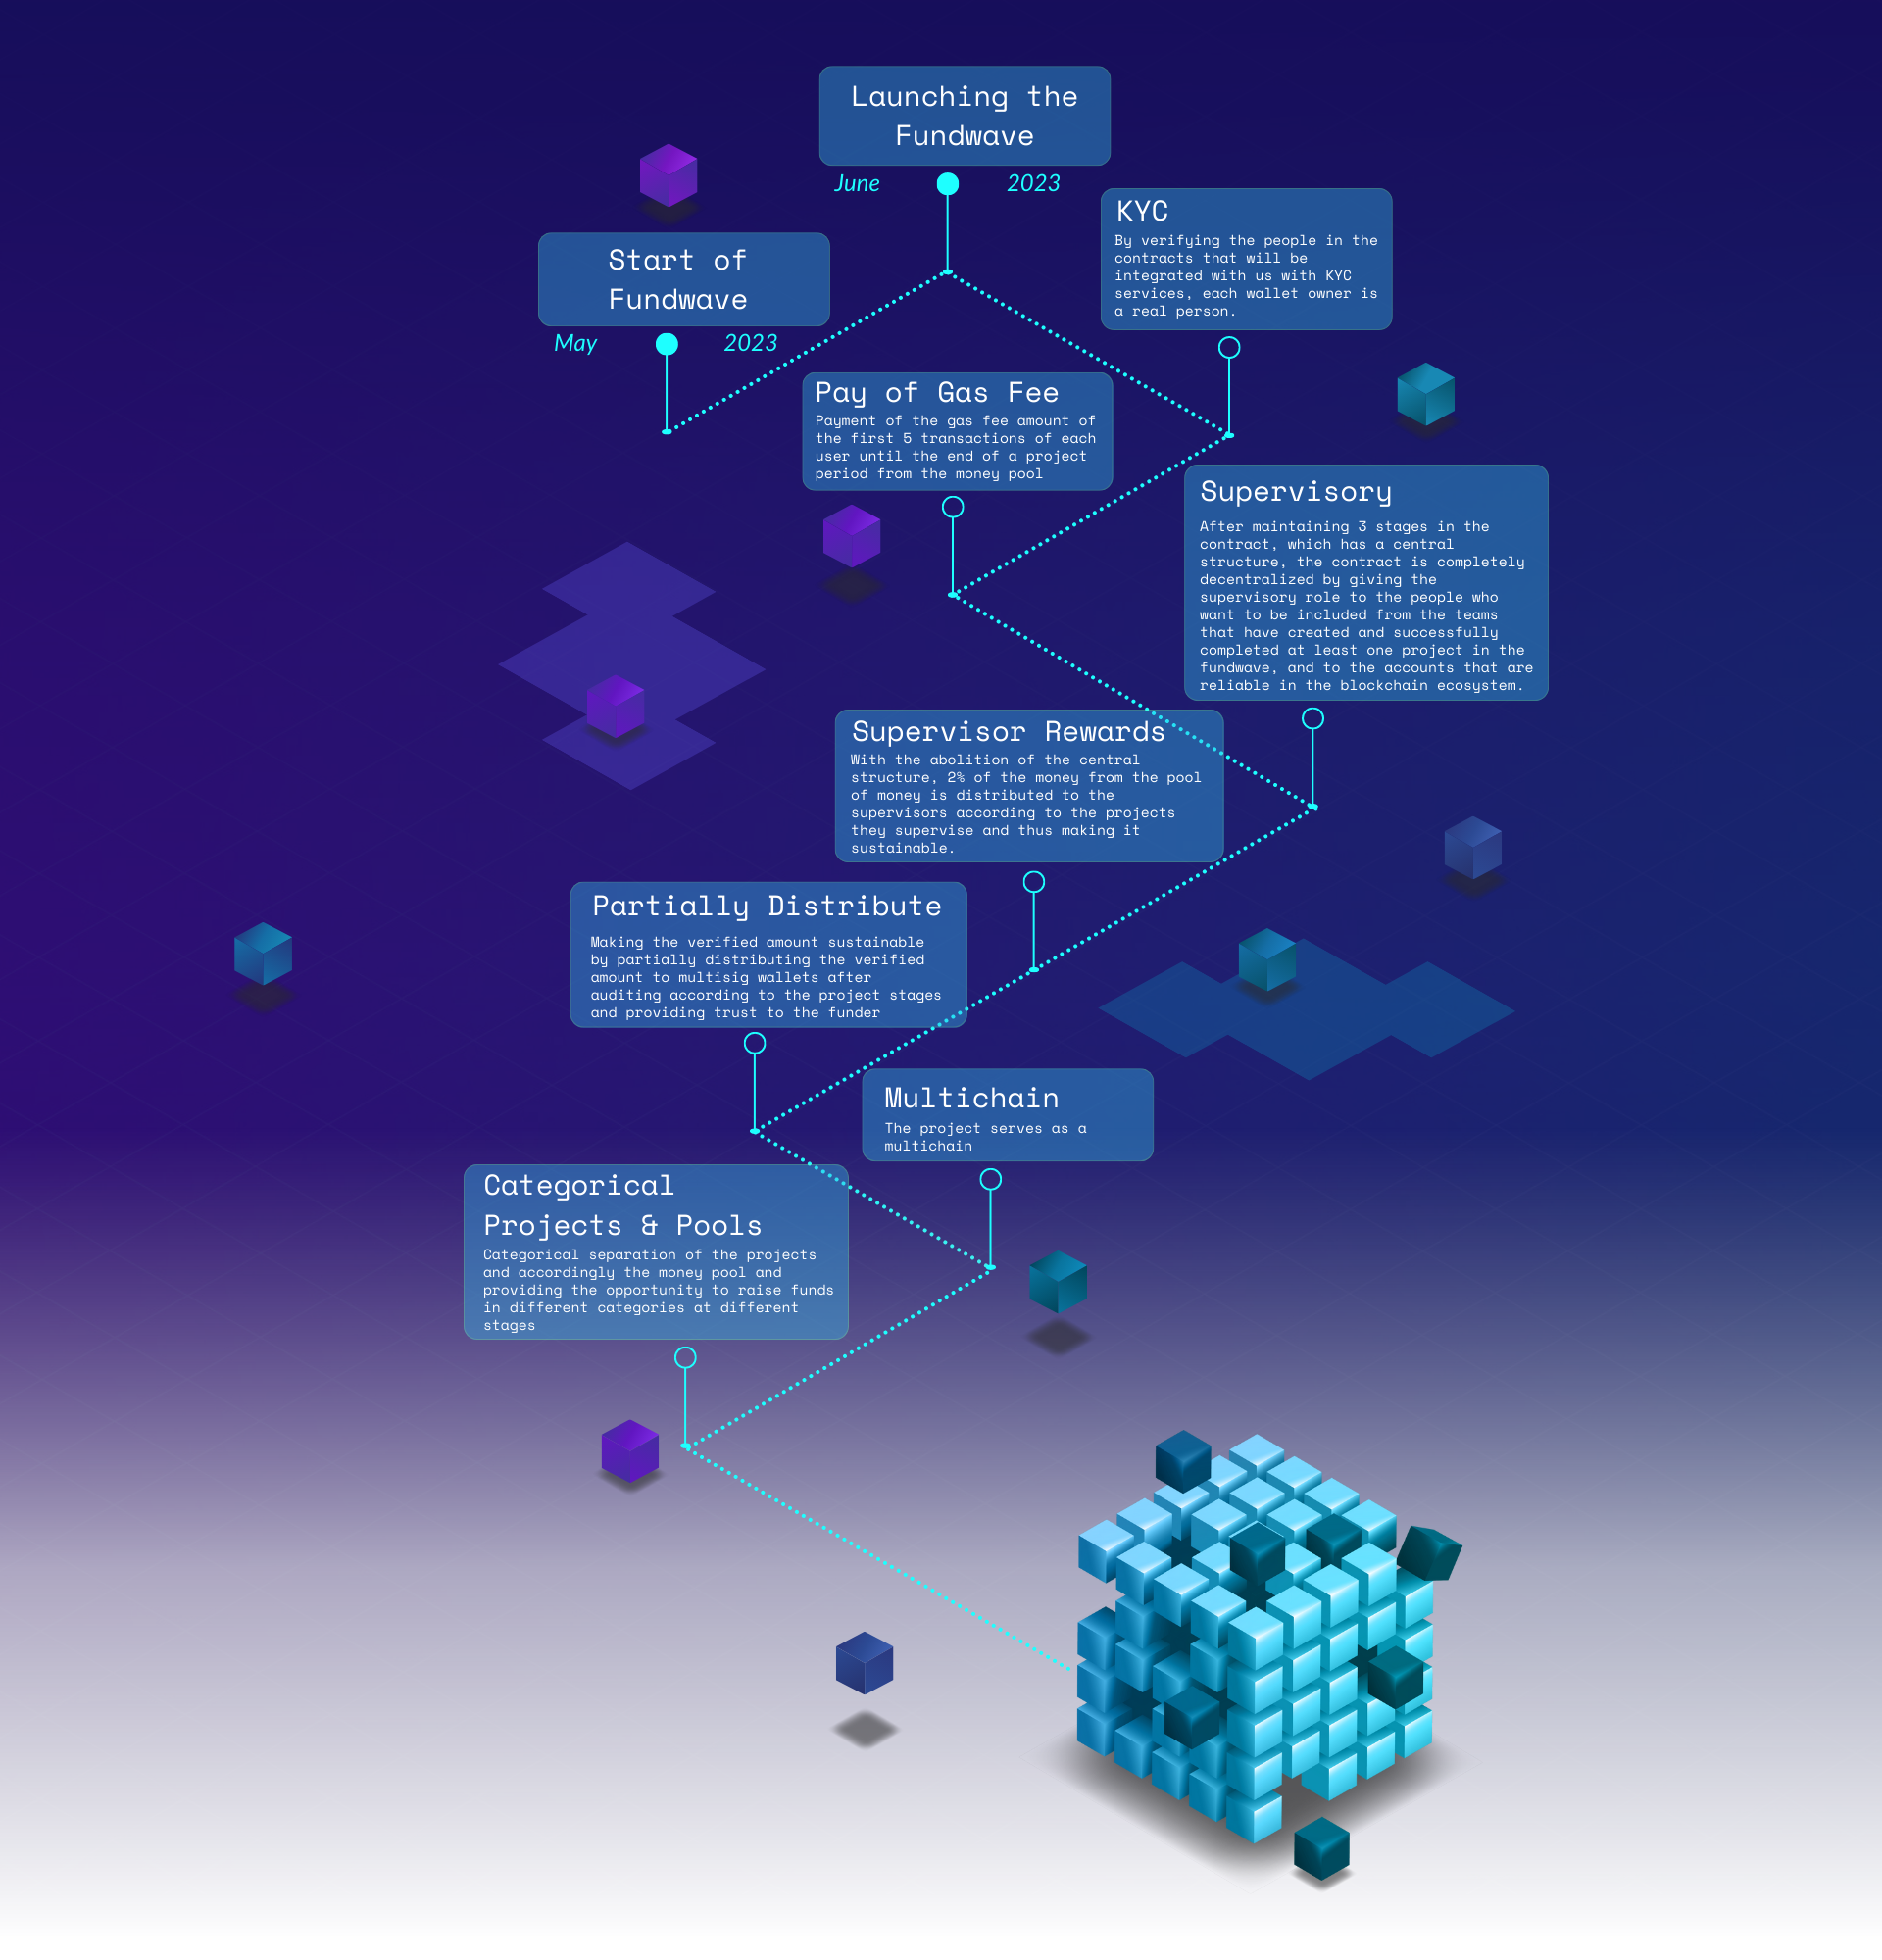 Launching the
Fundwave
June 2023
Start of
Fundwave
May 2023
KYC
By verifying the people in the
contracts that will be
integrated with us with KYC
services, each wallet owner is
a real person.
Pay of Gas Fee
Payment of the gas fee amount of
the first 5 transactions of each
user until the end of a project
period from the money pool
Supervisory
After maintaining 3 stages in the
contract, which has a central
structure, the contract is completely
decentralized by giving the
supervisory role to the people who
want to be included from the teams
that have created and successfully
completed at least one project in the
fundwave, and to the accounts that are
reliable in the blockchain ecosystem.
Supervisor Rewards
With the abolition of the central
structure, 2% of the money from the pool
of money is distributed to the
supervisors according to the projects
they supervise and thus making it
sustainable.
Partially Distribute
Making the verified amount sustainable
by partially distributing the verified
amount to multisig wallets after
auditing according to the project stages
and providing trust to the funder
Multichain
The project serves as a
multichain
Categorical
Projects & Pools
Categorical separation of the projects
and accordingly the money pool and
providing the opportunity to raise funds
in different categories at different
stages